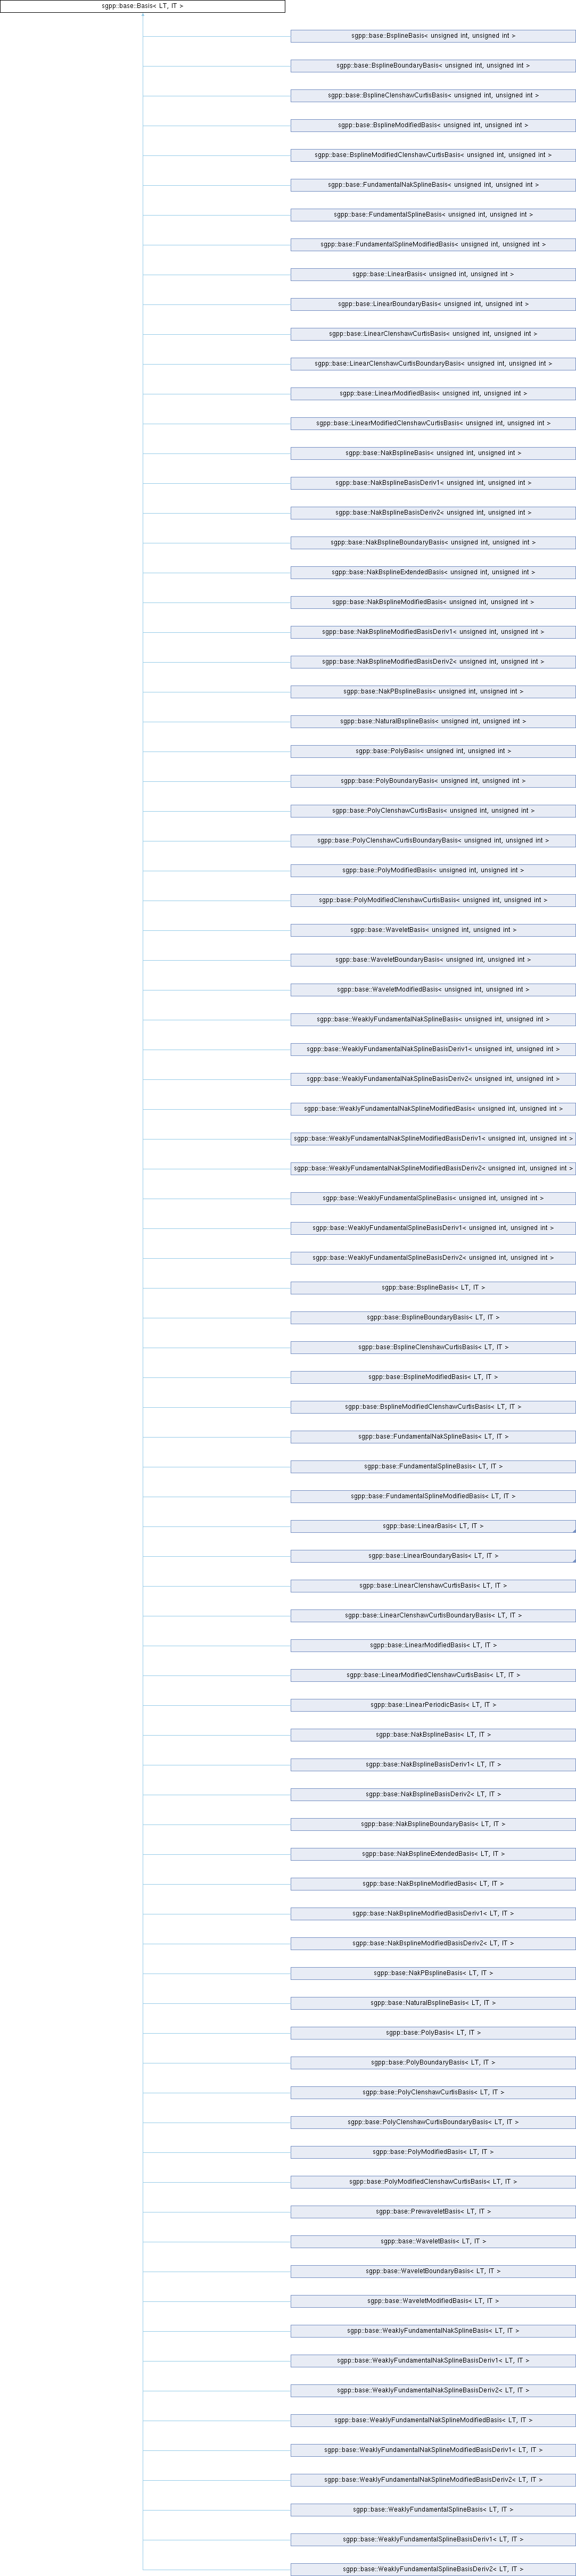 sgpp::base::Basis< LT, IT >
sgpp::base::BsplineBasis< unsigned int, unsigned int >
sgpp::base::BsplineBoundaryBasis< unsigned int, unsigned int >
sgpp::base::BsplineClenshawCurtisBasis< unsigned int, unsigned int >
sgpp::base::BsplineModifiedBasis< unsigned int, unsigned int >
sgpp::base::BsplineModifiedClenshawCurtisBasis< unsigned int, unsigned int >
sgpp::base::FundamentalNakSplineBasis< unsigned int, unsigned int >
sgpp::base::FundamentalSplineBasis< unsigned int, unsigned int >
sgpp::base::FundamentalSplineModifiedBasis< unsigned int, unsigned int >
sgpp::base::LinearBasis< unsigned int, unsigned int >
sgpp::base::LinearBoundaryBasis< unsigned int, unsigned int >
sgpp::base::LinearClenshawCurtisBasis< unsigned int, unsigned int >
sgpp::base::LinearClenshawCurtisBoundaryBasis< unsigned int, unsigned int >
sgpp::base::LinearModifiedBasis< unsigned int, unsigned int >
sgpp::base::LinearModifiedClenshawCurtisBasis< unsigned int, unsigned int >
sgpp::base::NakBsplineBasis< unsigned int, unsigned int >
sgpp::base::NakBsplineBasisDeriv1< unsigned int, unsigned int >
sgpp::base::NakBsplineBasisDeriv2< unsigned int, unsigned int >
sgpp::base::NakBsplineBoundaryBasis< unsigned int, unsigned int >
sgpp::base::NakBsplineExtendedBasis< unsigned int, unsigned int >
sgpp::base::NakBsplineModifiedBasis< unsigned int, unsigned int >
sgpp::base::NakBsplineModifiedBasisDeriv1< unsigned int, unsigned int >
sgpp::base::NakBsplineModifiedBasisDeriv2< unsigned int, unsigned int >
sgpp::base::NakPBsplineBasis< unsigned int, unsigned int >
sgpp::base::NaturalBsplineBasis< unsigned int, unsigned int >
sgpp::base::PolyBasis< unsigned int, unsigned int >
sgpp::base::PolyBoundaryBasis< unsigned int, unsigned int >
sgpp::base::PolyClenshawCurtisBasis< unsigned int, unsigned int >
sgpp::base::PolyClenshawCurtisBoundaryBasis< unsigned int, unsigned int >
sgpp::base::PolyModifiedBasis< unsigned int, unsigned int >
sgpp::base::PolyModifiedClenshawCurtisBasis< unsigned int, unsigned int >
sgpp::base::WaveletBasis< unsigned int, unsigned int >
sgpp::base::WaveletBoundaryBasis< unsigned int, unsigned int >
sgpp::base::WaveletModifiedBasis< unsigned int, unsigned int >
sgpp::base::WeaklyFundamentalNakSplineBasis< unsigned int, unsigned int >
sgpp::base::WeaklyFundamentalNakSplineBasisDeriv1< unsigned int, unsigned int >
sgpp::base::WeaklyFundamentalNakSplineBasisDeriv2< unsigned int, unsigned int >
sgpp::base::WeaklyFundamentalNakSplineModifiedBasis< unsigned int, unsigned int >
sgpp::base::WeaklyFundamentalNakSplineModifiedBasisDeriv1< unsigned int, unsigned int >
sgpp::base::WeaklyFundamentalNakSplineModifiedBasisDeriv2< unsigned int, unsigned int >
sgpp::base::WeaklyFundamentalSplineBasis< unsigned int, unsigned int >
sgpp::base::WeaklyFundamentalSplineBasisDeriv1< unsigned int, unsigned int >
sgpp::base::WeaklyFundamentalSplineBasisDeriv2< unsigned int, unsigned int >
sgpp::base::BsplineBasis< LT, IT >
sgpp::base::BsplineBoundaryBasis< LT, IT >
sgpp::base::BsplineClenshawCurtisBasis< LT, IT >
sgpp::base::BsplineModifiedBasis< LT, IT >
sgpp::base::BsplineModifiedClenshawCurtisBasis< LT, IT >
sgpp::base::FundamentalNakSplineBasis< LT, IT >
sgpp::base::FundamentalSplineBasis< LT, IT >
sgpp::base::FundamentalSplineModifiedBasis< LT, IT >
sgpp::base::LinearBasis< LT, IT >
sgpp::base::LinearBoundaryBasis< LT, IT >
sgpp::base::LinearClenshawCurtisBasis< LT, IT >
sgpp::base::LinearClenshawCurtisBoundaryBasis< LT, IT >
sgpp::base::LinearModifiedBasis< LT, IT >
sgpp::base::LinearModifiedClenshawCurtisBasis< LT, IT >
sgpp::base::LinearPeriodicBasis< LT, IT >
sgpp::base::NakBsplineBasis< LT, IT >
sgpp::base::NakBsplineBasisDeriv1< LT, IT >
sgpp::base::NakBsplineBasisDeriv2< LT, IT >
sgpp::base::NakBsplineBoundaryBasis< LT, IT >
sgpp::base::NakBsplineExtendedBasis< LT, IT >
sgpp::base::NakBsplineModifiedBasis< LT, IT >
sgpp::base::NakBsplineModifiedBasisDeriv1< LT, IT >
sgpp::base::NakBsplineModifiedBasisDeriv2< LT, IT >
sgpp::base::NakPBsplineBasis< LT, IT >
sgpp::base::NaturalBsplineBasis< LT, IT >
sgpp::base::PolyBasis< LT, IT >
sgpp::base::PolyBoundaryBasis< LT, IT >
sgpp::base::PolyClenshawCurtisBasis< LT, IT >
sgpp::base::PolyClenshawCurtisBoundaryBasis< LT, IT >
sgpp::base::PolyModifiedBasis< LT, IT >
sgpp::base::PolyModifiedClenshawCurtisBasis< LT, IT >
sgpp::base::PrewaveletBasis< LT, IT >
sgpp::base::WaveletBasis< LT, IT >
sgpp::base::WaveletBoundaryBasis< LT, IT >
sgpp::base::WaveletModifiedBasis< LT, IT >
sgpp::base::WeaklyFundamentalNakSplineBasis< LT, IT >
sgpp::base::WeaklyFundamentalNakSplineBasisDeriv1< LT, IT >
sgpp::base::WeaklyFundamentalNakSplineBasisDeriv2< LT, IT >
sgpp::base::WeaklyFundamentalNakSplineModifiedBasis< LT, IT >
sgpp::base::WeaklyFundamentalNakSplineModifiedBasisDeriv1< LT, IT >
sgpp::base::WeaklyFundamentalNakSplineModifiedBasisDeriv2< LT, IT >
sgpp::base::WeaklyFundamentalSplineBasis< LT, IT >
sgpp::base::WeaklyFundamentalSplineBasisDeriv1< LT, IT >
sgpp::base::WeaklyFundamentalSplineBasisDeriv2< LT, IT >